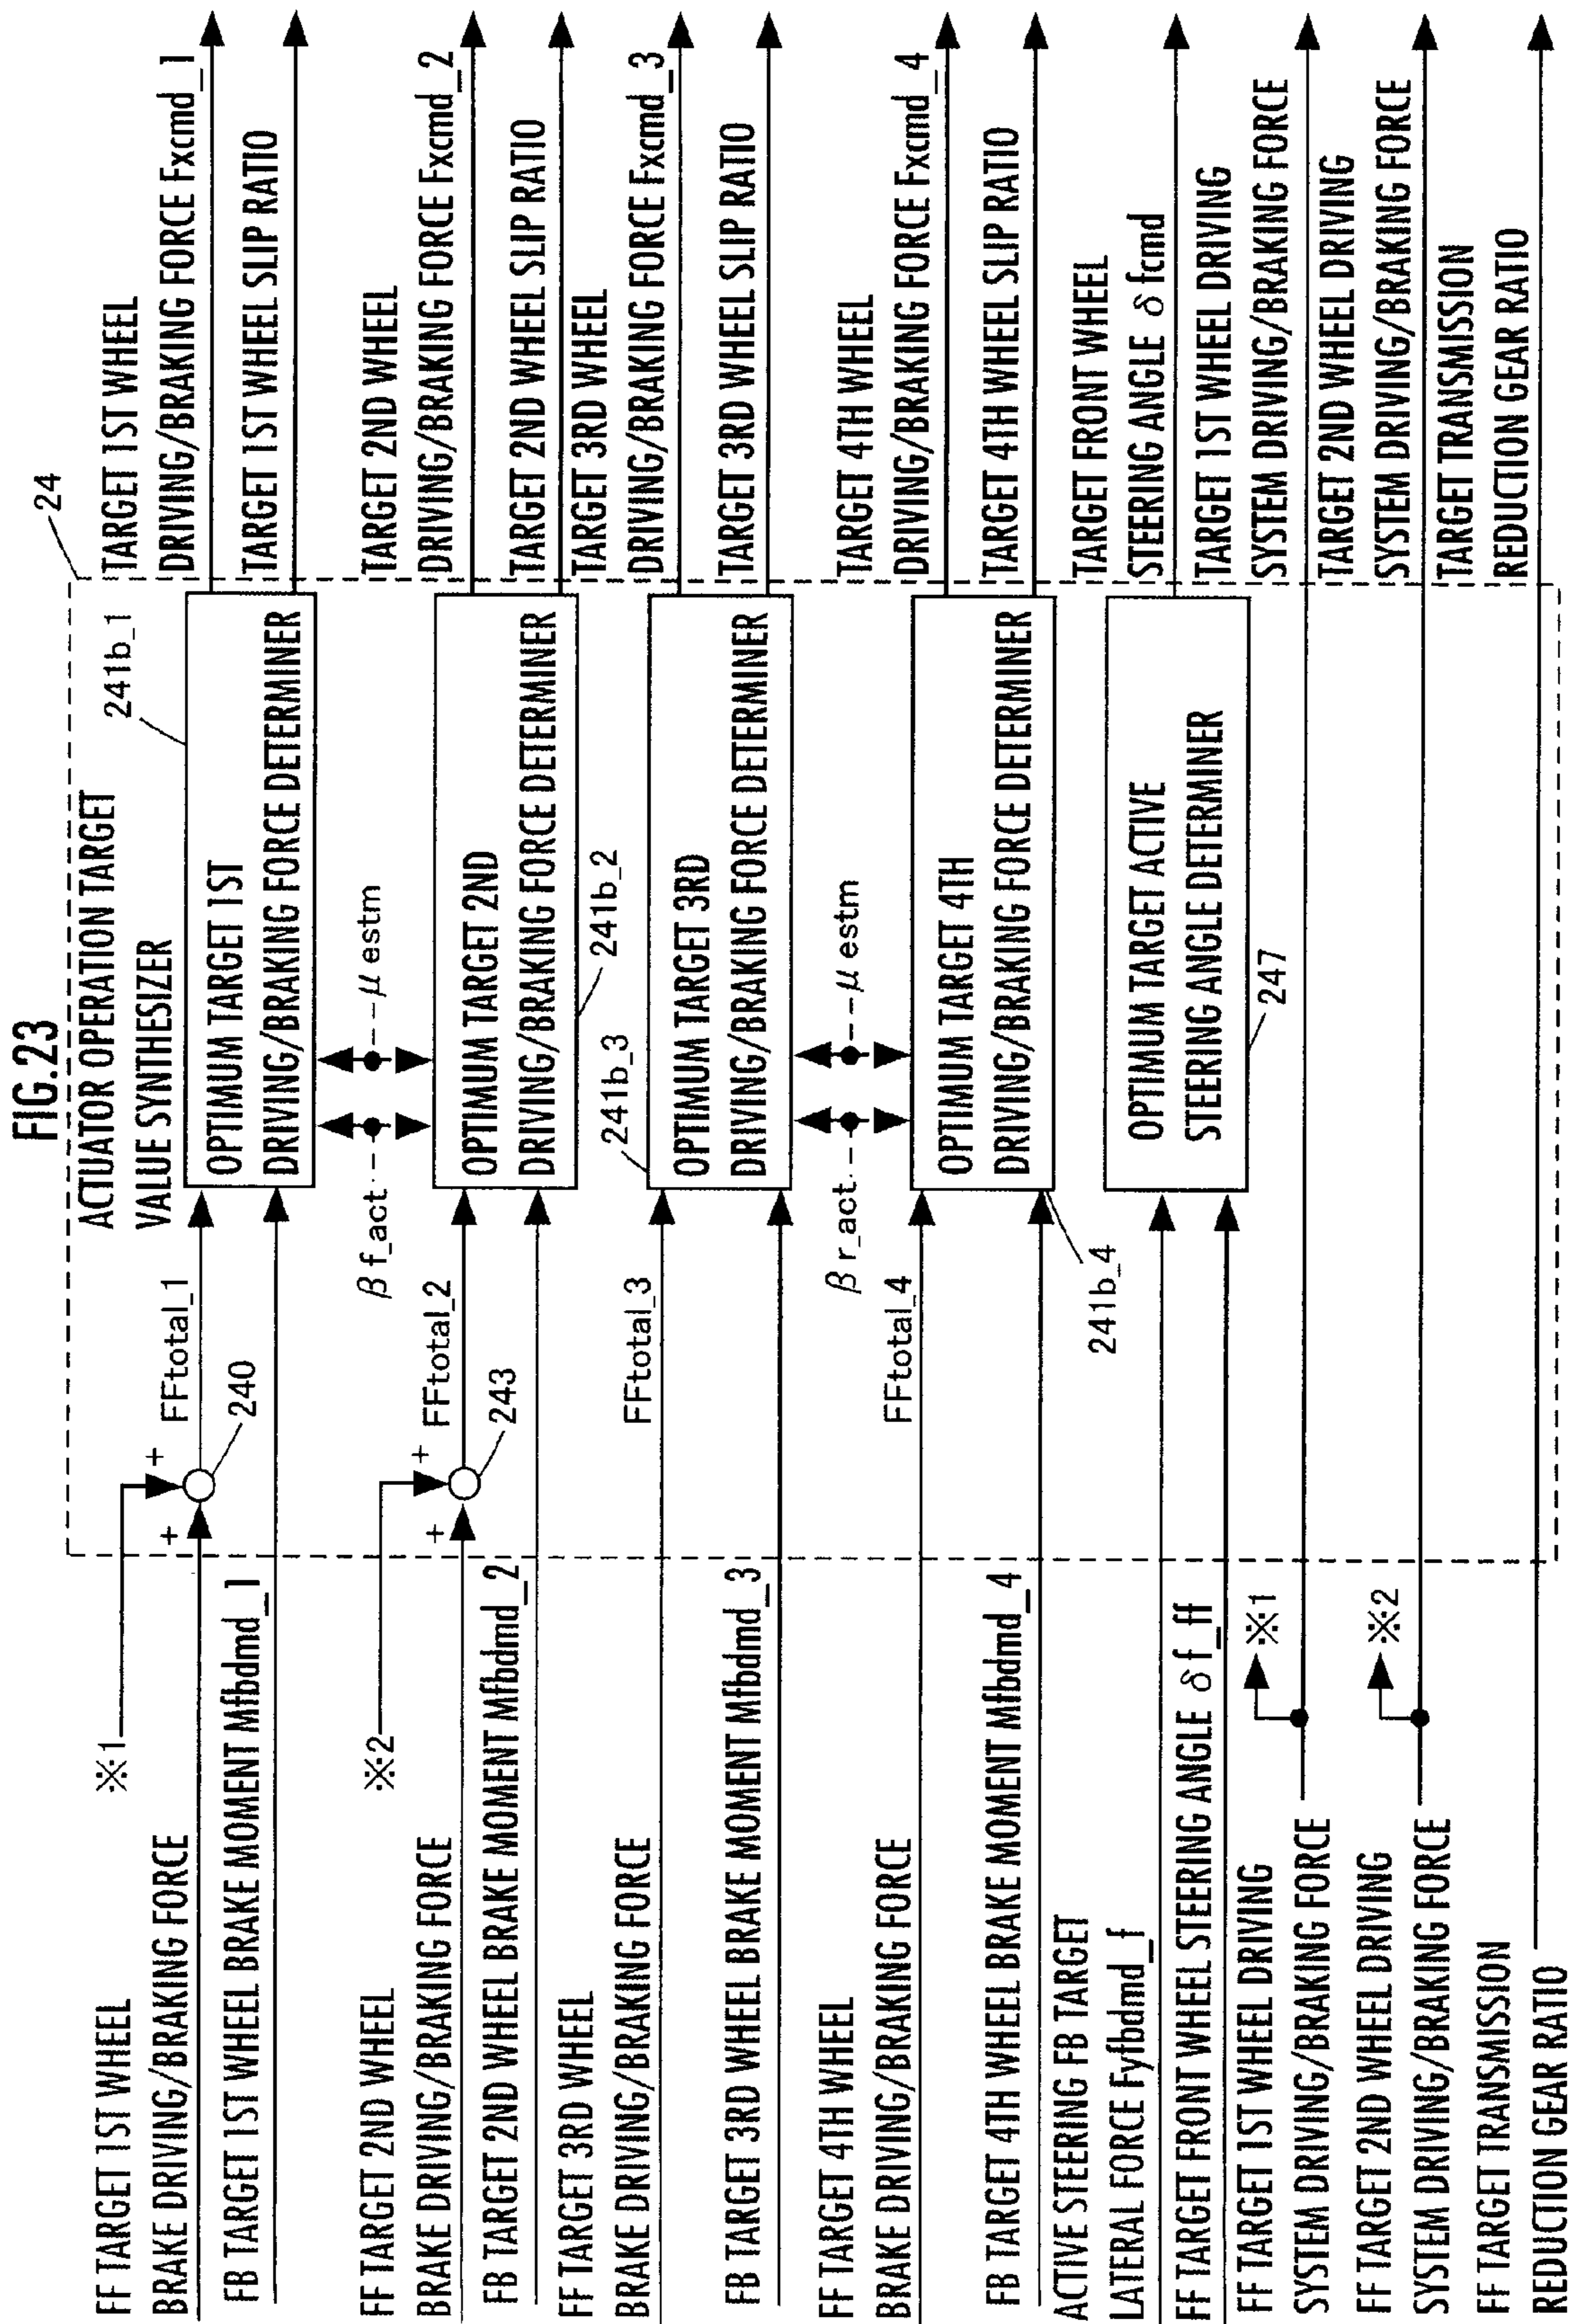 FIG.23
24
ACTUATOR OPERATION TARGET
VALUE SYNTHESIZER
FF TARGET 1ST WHEEL
BRAKE DRIVING/BRAKING FORCE
※1
+
+
240
FFtotal_1
241b_1
OPTIMUM TARGET 1ST
DRIVING/BRAKING FORCE DETERMINER
TARGET 1ST WHEEL
DRIVING/BRAKING FORCE Fxcmd_1
TARGET 1ST WHEEL SLIP RATIO
FB TARGET 1ST WHEEL BRAKE MOMENT Mfbdmd_1
β f_act
μ estm
FF TARGET 2ND WHEEL
BRAKE DRIVING/BRAKING FORCE
※2
+
+
243
FFtotal_2
OPTIMUM TARGET 2ND
DRIVING/BRAKING FORCE DETERMINER
241b_2
TARGET 2ND WHEEL
DRIVING/BRAKING FORCE Fxcmd_2
TARGET 2ND WHEEL SLIP RATIO
FB TARGET 2ND WHEEL BRAKE MOMENT Mfbdmd_2
FF TARGET 3RD WHEEL
BRAKE DRIVING/BRAKING FORCE
FFtotal_3
241b_3
OPTIMUM TARGET 3RD
DRIVING/BRAKING FORCE DETERMINER
TARGET 3RD WHEEL
DRIVING/BRAKING FORCE Fxcmd_3
TARGET 3RD WHEEL SLIP RATIO
FB TARGET 3RD WHEEL BRAKE MOMENT Mfbdmd_3
β r_act
μ estm
FF TARGET 4TH WHEEL
BRAKE DRIVING/BRAKING FORCE
FFtotal_4
OPTIMUM TARGET 4TH
DRIVING/BRAKING FORCE DETERMINER
241b_4
TARGET 4TH WHEEL
DRIVING/BRAKING FORCE Fxcmd_4
TARGET 4TH WHEEL SLIP RATIO
FB TARGET 4TH WHEEL BRAKE MOMENT Mfbdmd_4
ACTIVE STEERING FB TARGET
LATERAL FORCE Fyfbdmd_f
FF TARGET FRONT WHEEL STEERING ANGLE δ f_ff
OPTIMUM TARGET ACTIVE
STEERING ANGLE DETERMINER
247
TARGET FRONT WHEEL
STEERING ANGLE δ fcmd
FF TARGET 1ST WHEEL DRIVING
SYSTEM DRIVING/BRAKING FORCE
※1
TARGET 1ST WHEEL DRIVING
SYSTEM DRIVING/BRAKING FORCE
FF TARGET 2ND WHEEL DRIVING
SYSTEM DRIVING/BRAKING FORCE
※2
TARGET 2ND WHEEL DRIVING
SYSTEM DRIVING/BRAKING FORCE
FF TARGET TRANSMISSION
REDUCTION GEAR RATIO
TARGET TRANSMISSION
REDUCTION GEAR RATIO